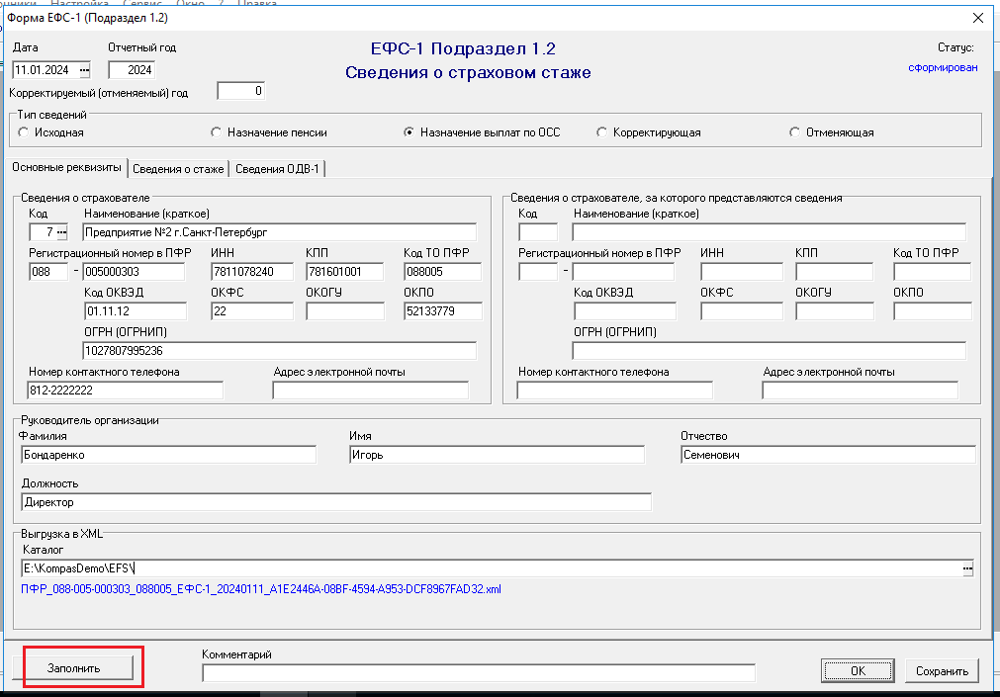 Форма ЕФС-1 (Подраздел 1.2)
Дата
Отчетный год
ЕФС-1 Подраздел 1.2
Статус:
11.01.2024 ...
2024
Сведения о страховом стаже
сформирован
Корректируемый (отменяемый) год
0
Тип сведений
Исходная
Назначение пенсии
Назначение выплат по ОСС
Корректирующая
Отменяющая
Основные реквизиты
Сведения о стаже
Сведения ОДВ-1
Сведения о страхователе
Код
Наименование (краткое)
7 ...
Предприятие №2 г.Санкт-Петербург
Регистрационный номер в ПФР
ИНН
КПП
Код ТО ПФР
088 - 005000303
7811078240
781601001
088005
Код ОКВЭД
ОКФС
ОКОГУ
ОКПО
01.11.12
22
52133779
ОГРН (ОГРНИП)
1027807995236
Номер контактного телефона
Адрес электронной почты
812-2222222
Сведения о страхователе, за которого представляются сведения
Код
Наименование (краткое)
Регистрационный номер в ПФР
ИНН
КПП
Код ТО ПФР
-
Код ОКВЭД
ОКФС
ОКОГУ
ОКПО
ОГРН (ОГРНИП)
Номер контактного телефона
Адрес электронной почты
Руководитель организации
Фамилия
Имя
Отчество
Бондаренко
Игорь
Семенович
Должность
Директор
Выгрузка в XML
Каталог
E:\KompasDemo\EFS\
...
ПФР_088-005-000303_088005_ЕФС-1_20240111_A1E2446A-08BF-4594-A953-DCF8967FAD32.xml
Заполнить
Комментарий
OK
Сохранить